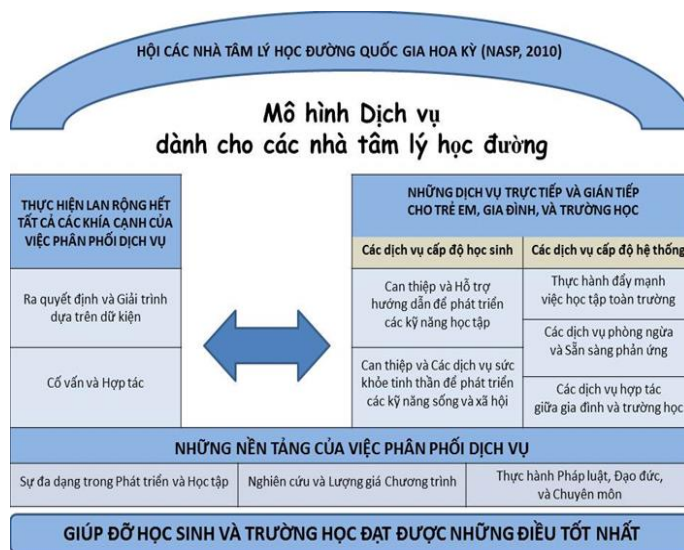 HỘI CÁC NHÀ TÂM LÝ HỌC ĐƯỜNG QUỐC GIA HOA KỲ (NASP, 2010)
Mô hình Dịch vụ
dành cho các nhà tâm lý học đường
THỰC HIỆN LAN RỘNG HẾT
TẤT CẢ CÁC KHÍA CẠNH CỦA
VIỆC PHÂN PHỐI DỊCH VỤ
Ra quyết định và Giải trình
dựa trên dữ kiện
Cố vấn và Hợp tác
NHỮNG DỊCH VỤ TRỰC TIẾP VÀ GIÁN TIẾP
CHO TRẺ EM, GIA ĐÌNH, VÀ TRƯỜNG HỌC
Các dịch vụ cấp độ học sinh
Can thiệp và Hỗ trợ
hướng dẫn để phát triển
các kỹ năng học tập
Can thiệp và Các dịch vụ sức
khỏe tinh thần để phát triển
các kỹ năng sống và xã hội
Các dịch vụ cấp độ hệ thống
Thực hành đẩy mạnh
việc học tập toàn trường
Các dịch vụ phòng ngừa
và Sẵn sàng phản ứng
Các dịch vụ hợp tác
giữa gia đình và trường học
NHỮNG NỀN TẢNG CỦA VIỆC PHÂN PHỐI DỊCH VỤ
Sự đa dạng trong Phát triển và Học tập
Nghiên cứu và Lượng giá Chương trình
Thực hành Pháp luật, Đạo đức,
và Chuyên môn
GIÚP ĐỠ HỌC SINH VÀ TRƯỜNG HỌC ĐẠT ĐƯỢC NHỮNG ĐIỀU TỐT NHẤT